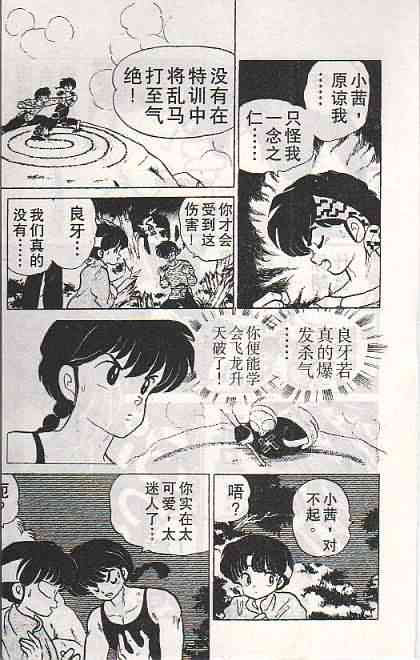 小茜，
原谅我
……
只怪我
一念之
仁……
没有在
特训中
将乱马
打至气
绝！
你才会
受到这
伤害！
良牙…
我们真的
没有……
良牙若
真的爆
发杀气
……
你便能学
会飞龙升
天破了！
小茜，对
不起。
唔？
你实在太
可爱，太
迷人了…